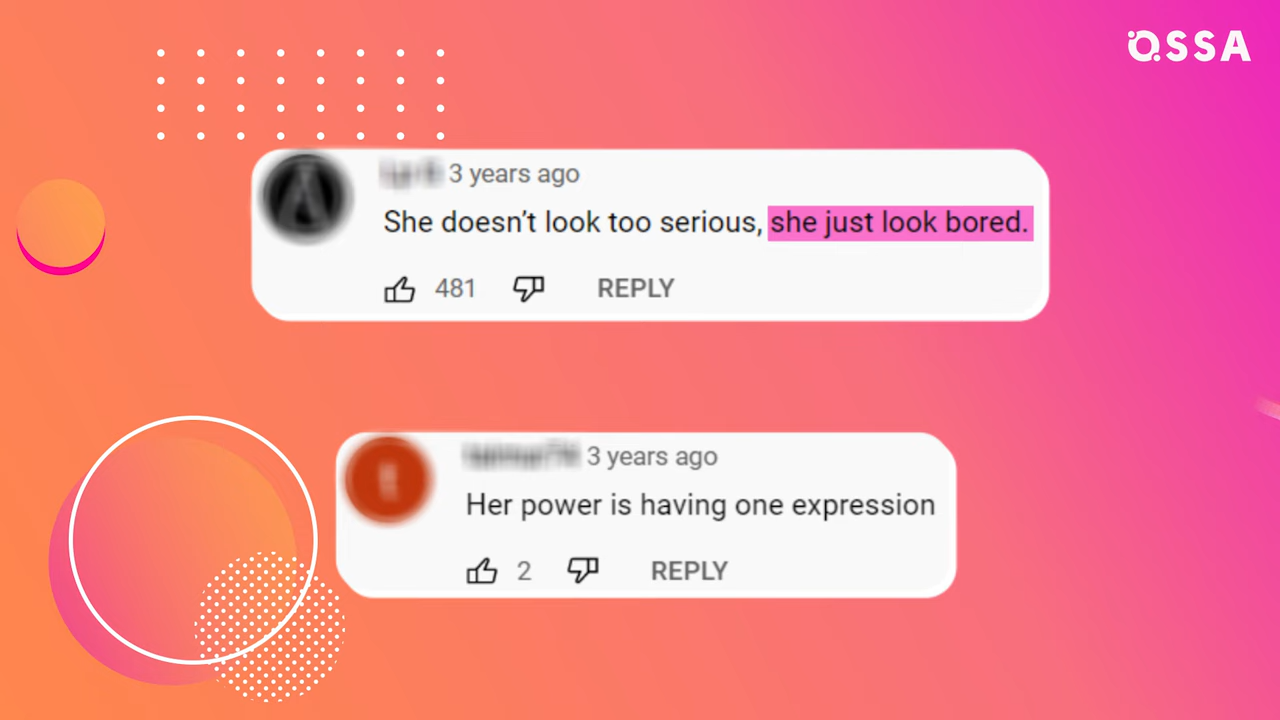 OSSA
3 years ago
She doesn't look too serious, she just look bored.
481 REPLY
3 years ago
Her power is having one expression
2 REPLY